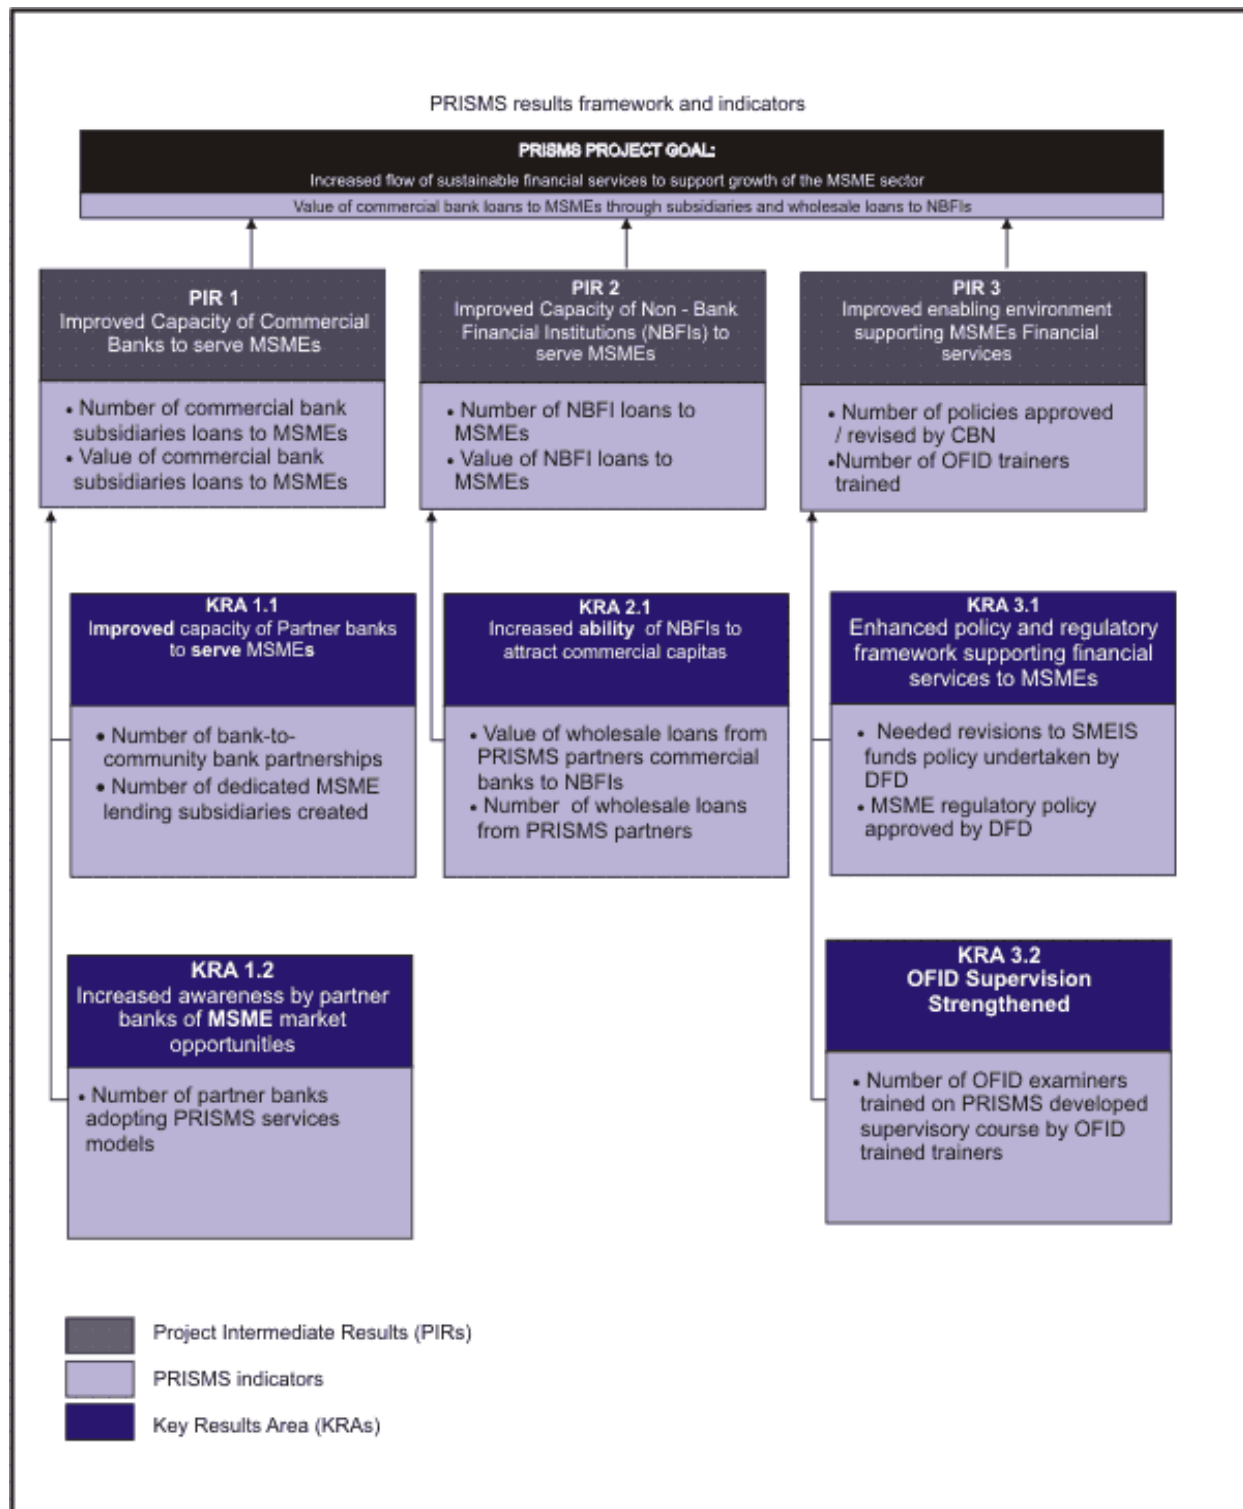 PRISMS results framework and indicators
PRISMS PROJECT GOAL:
Increased flow of sustainable financial services to support growth of the MSME sector
Value of commercial bank loans to MSMEs through subsidiaries and wholesale loans to NBFIs
PIR 1
Improved Capacity of Commercial
Banks to serve MSMEs
• Number of commercial bank
subsidiaries loans to MSMEs
• Value of commercial bank
subsidiaries loans to MSMEs
PIR 2
Improved Capacity of Non - Bank
Financial Institutions (NBFIs) to
serve MSMEs
• Number of NBFI loans to
MSMEs
• Value of NBFI loans to
MSMEs
PIR 3
Improved enabling environment
supporting MSMEs Financial
services
• Number of policies approved
/ revised by CBN
•Number of OFID trainers
trained
KRA 1.1
Improved capacity of Partner banks
to serve MSMEs
• Number of bank-to-
community bank partnerships
• Number of dedicated MSME
lending subsidiaries created
KRA 2.1
Increased ability of NBFIs to
attract commercial capitas
• Value of wholesale loans from
PRISMS partners commercial
banks to NBFIs
• Number of wholesale loans
from PRISMS partners
KRA 3.1
Enhanced policy and regulatory
framework supporting financial
services to MSMEs
• Needed revisions to SMEIS
funds policy undertaken by
DFD
• MSME regulatory policy
approved by DFD
KRA 1.2
Increased awareness by partner
banks of MSME market
opportunities
• Number of partner banks
adopting PRISMS services
models
KRA 3.2
OFID Supervision
Strengthened
• Number of OFID examiners
trained on PRISMS developed
supervisory course by OFID
trained trainers
Project Intermediate Results (PIRs)
PRISMS indicators
Key Results Area (KRAs)